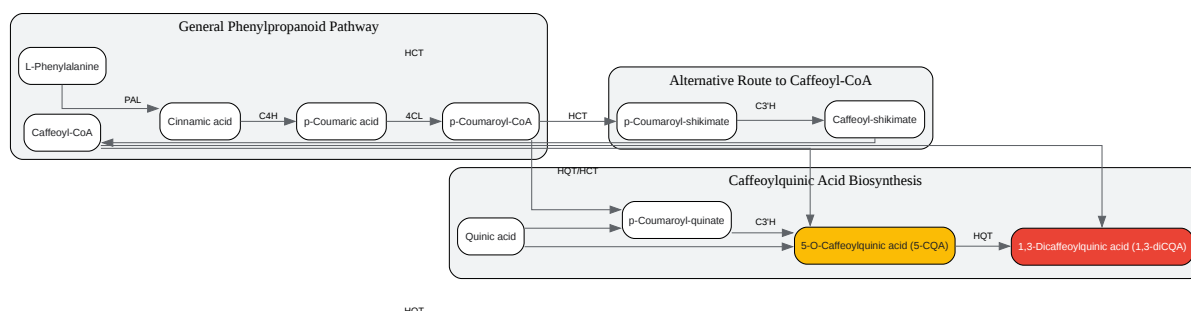 General Phenylpropanoid Pathway
HCT
L-Phenylalanine
PAL
Cinnamic acid
C4H
p-Coumaric acid
4CL
p-Coumaroyl-CoA
Caffeoyl-CoA
HCT
Alternative Route to Caffeoyl-CoA
p-Coumaroyl-shikimate
C3'H
Caffeoyl-shikimate
HQT/HCT
Caffeoylquinic Acid Biosynthesis
Quinic acid
p-Coumaroyl-quinate
C3'H
5-O-Caffeoylquinic acid (5-CQA)
HQT
1,3-Dicaffeoylquinic acid (1,3-diCQA)
HQT